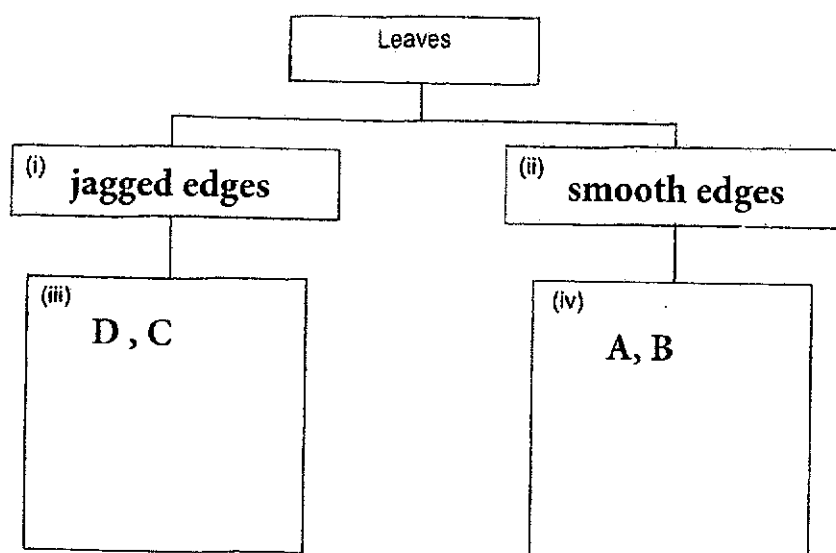 Leaves
(i) jagged edges
(ii) smooth edges
(iii) D , C
(iv) A, B